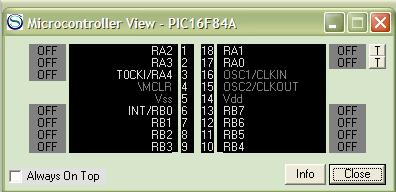 Microcontroller View - PIC16F84A
OFF RA2 1 18 RA1 OFF T
OFF RA3 2 17 RA0 OFF T
OFF T0CKI/RA4 3 16 OSC1/CLKIN
\MCLR 4 15 OSC2/CLKOUT
Vss 5 14 Vdd
OFF INT/RB0 6 13 RB7 OFF
OFF RB1 7 12 RB6 OFF
OFF RB2 8 11 RB5 OFF
OFF RB3 9 10 RB4 OFF
Always On Top Info Close